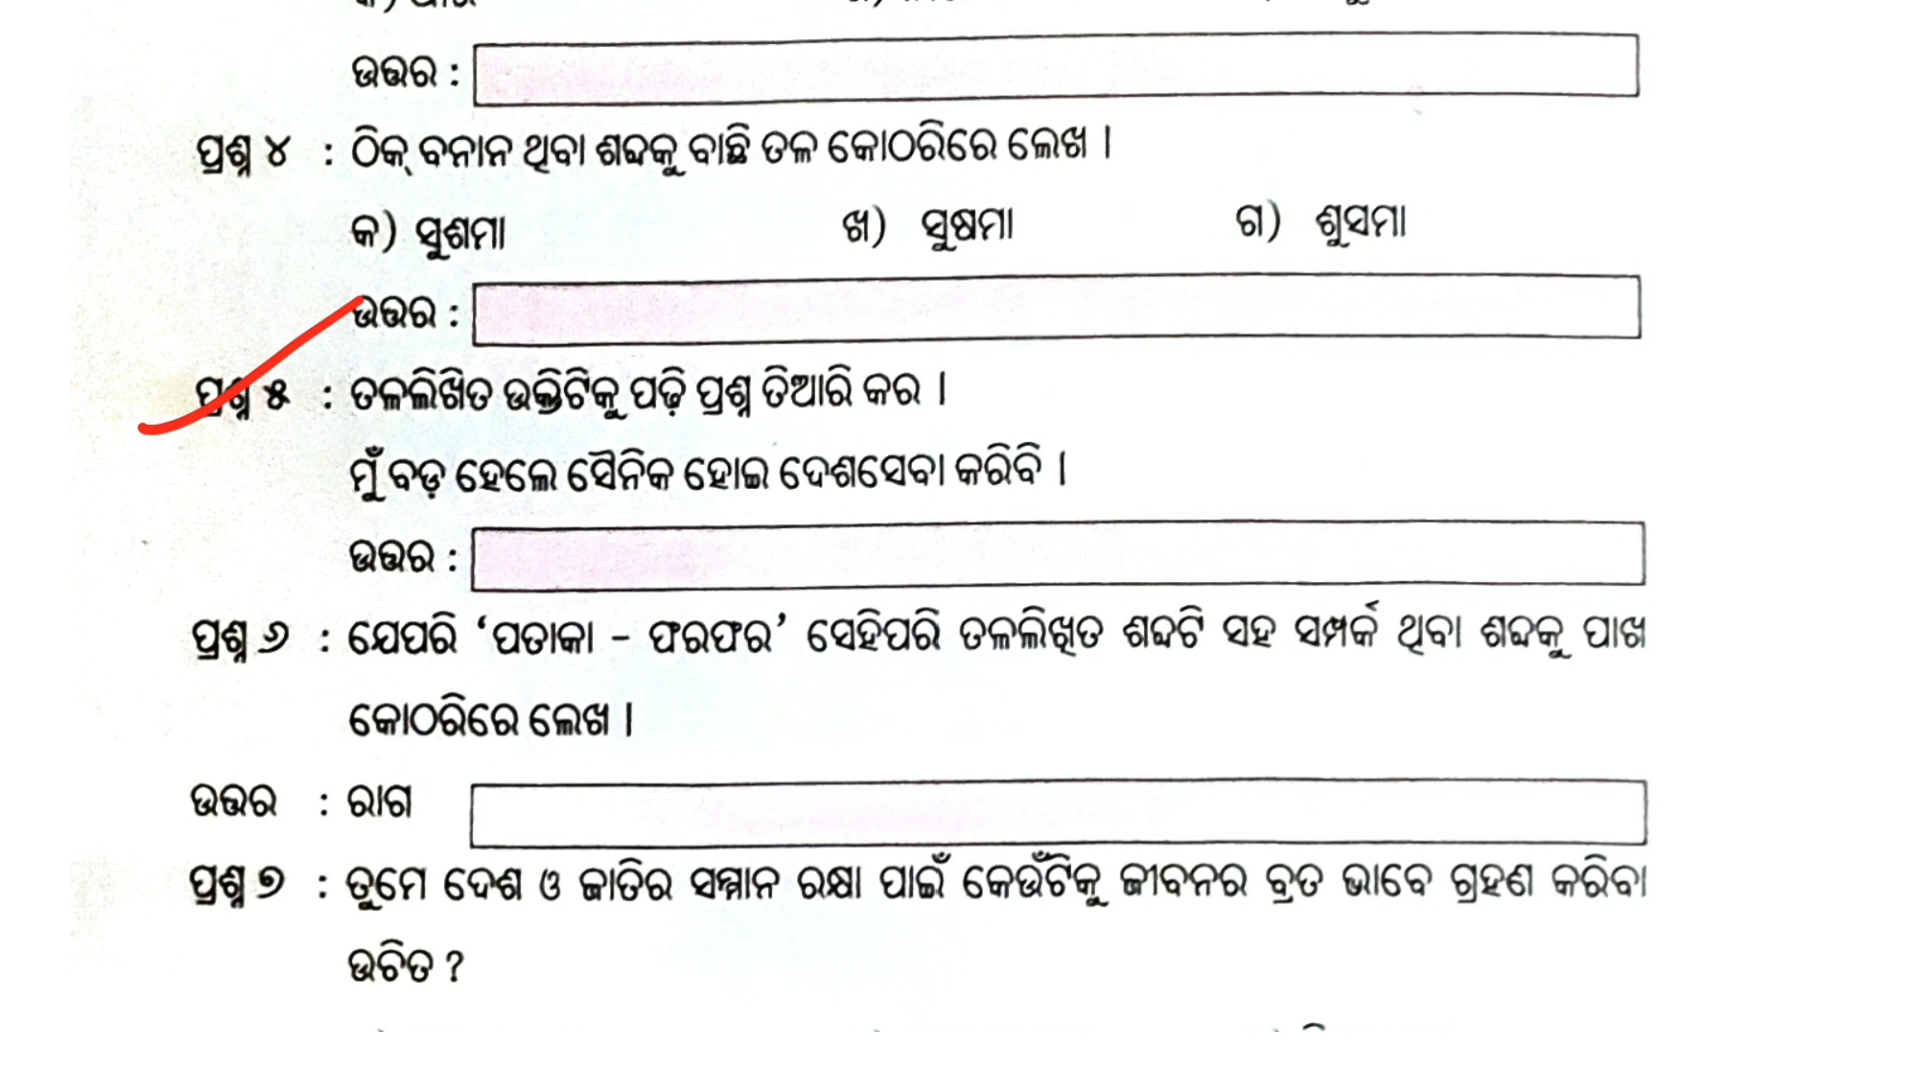 ଉତ୍ତର :
ପ୍ରଶ୍ନ ୪ : ଠିକ୍ ବନାନ ଥିବା ଶବ୍ଦକୁ ବାଛି ତଳ କୋଠରିରେ ଲେଖ ।
କ) ସୁଶମା ଖ) ସୁଷମା ଗ) ଶୁସମା
ଉତ୍ତର :
ପ୍ରଶ୍ନ ୫ : ତଳଲିଖିତ ଉକ୍ତିଟିକୁ ପଢ଼ି ପ୍ରଶ୍ନ ତିଆରି କର ।
ମୁଁ ବଡ଼ ହେଲେ ସୈନିକ ହୋଇ ଦେଶସେବା କରିବି ।
ଉତ୍ତର :
ପ୍ରଶ୍ନ ୬ : ଯେପରି ‘ପତାକା – ଫରଫର’ ସେହିପରି ତଳଲିଖିତ ଶବ୍ଦଟି ସହ ସମ୍ପର୍କ ଥିବା ଶବ୍ଦକୁ ପାଖ
କୋଠରିରେ ଲେଖ ।
ଉତ୍ତର : ରାଗ
ପ୍ରଶ୍ନ ୭ : ତୁମେ ଦେଶ ଓ ଜାତିର ସମ୍ମାନ ରକ୍ଷା ପାଇଁ କେଉଁଟିକୁ ଜୀବନର ବ୍ରତ ଭାବେ ଗ୍ରହଣ କରିବା
ଉଚିତ ?